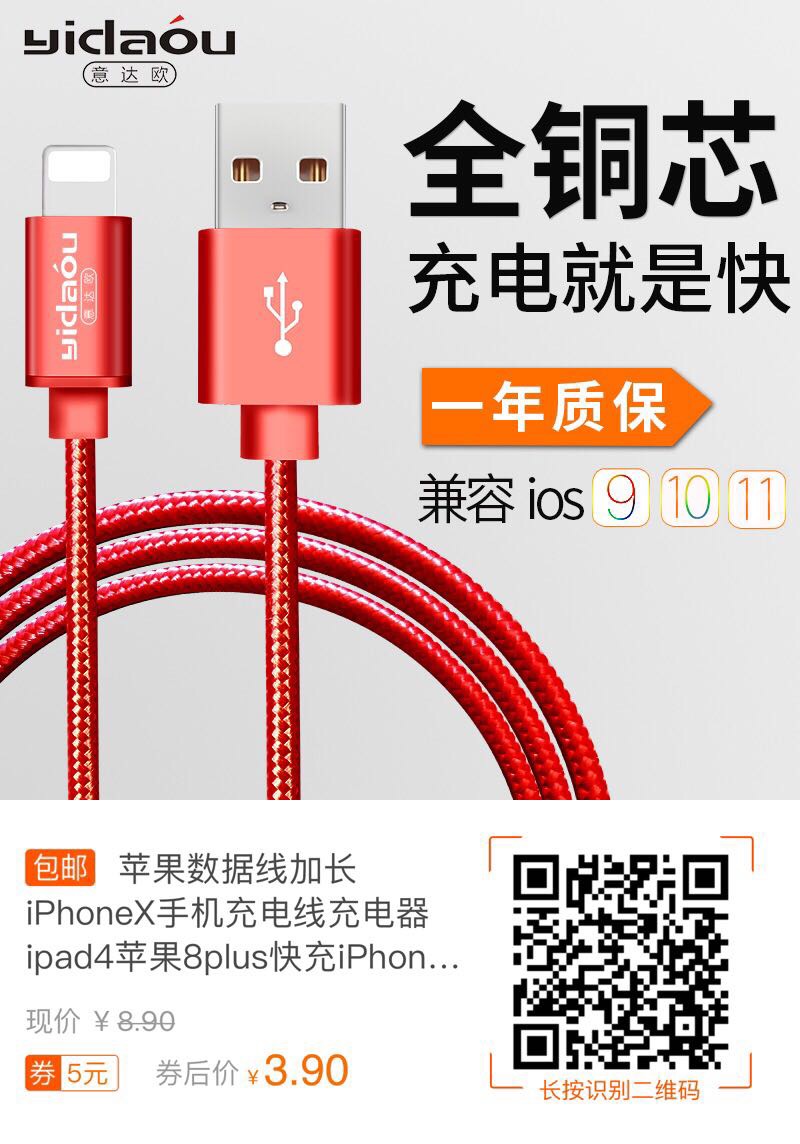 yidaou
意达欧
yidaou
意达欧
全铜芯
充电就是快
一年质保
兼容 ios 9 10 11
包邮 苹果数据线加长
iPhoneX手机充电线充电器
ipad4苹果8plus快充iPhon...
现价 ¥ 8.90
券 5元 券后价 ¥ 3.90
长按识别二维码